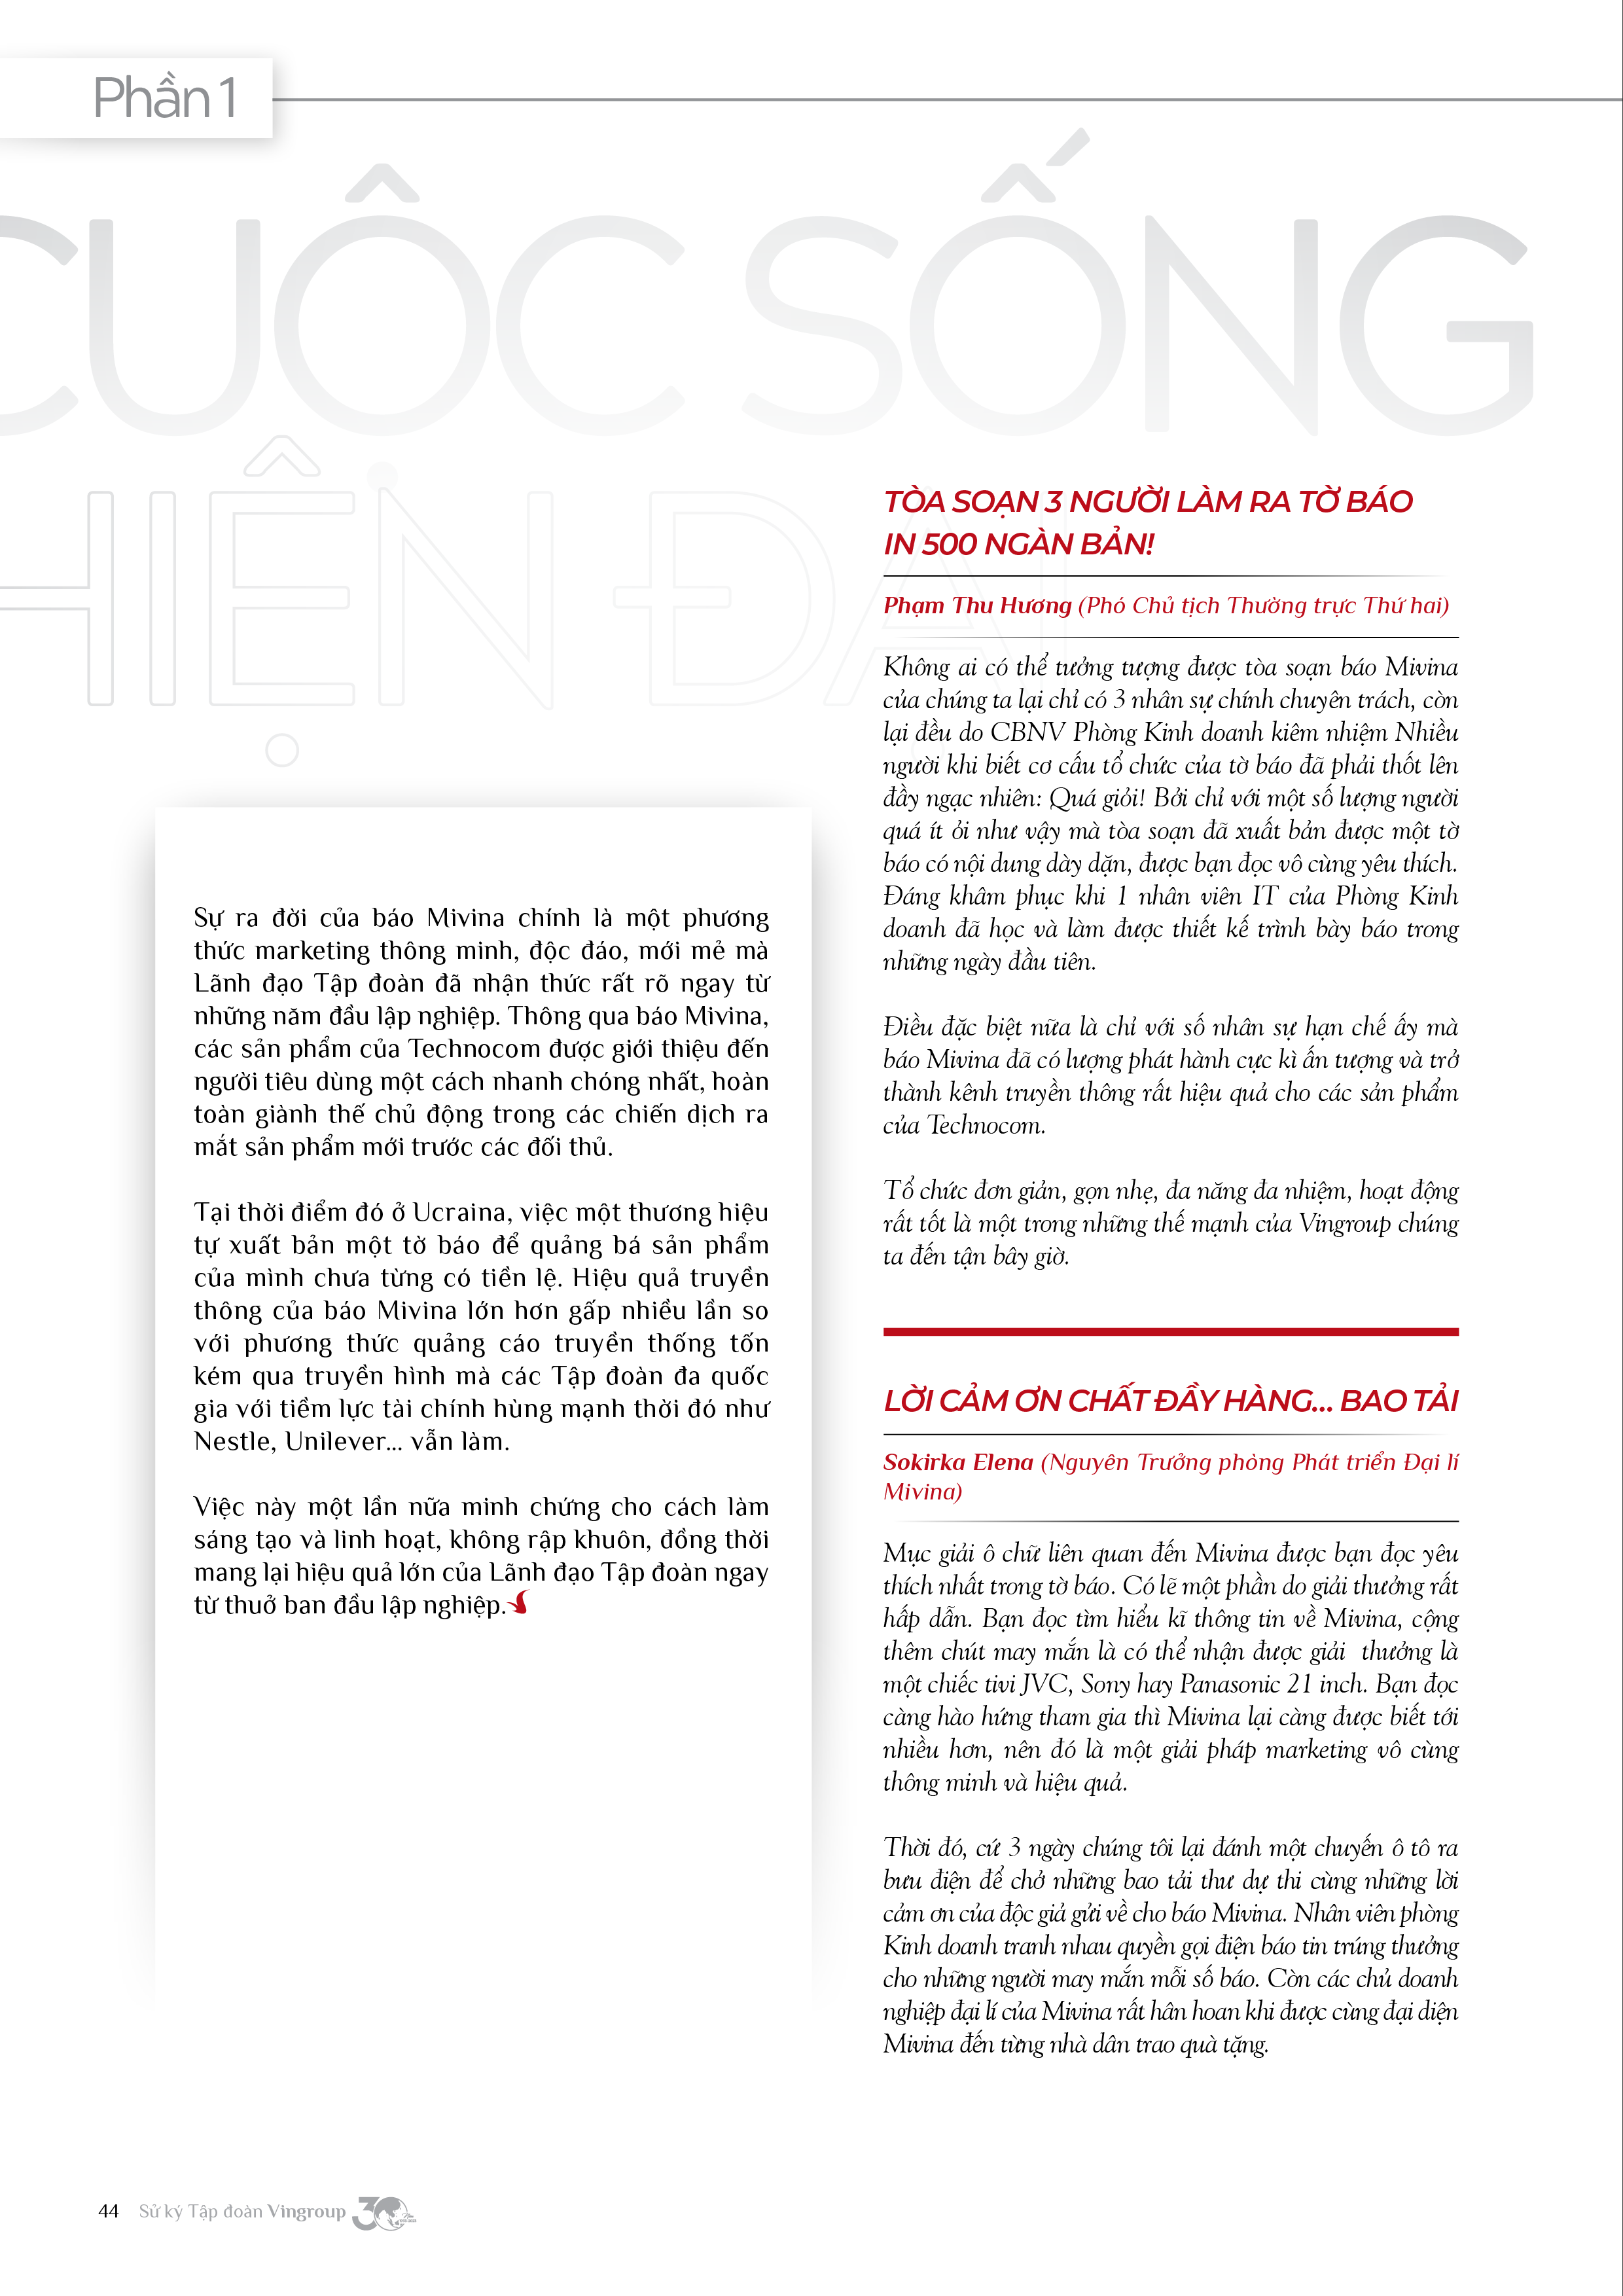 Phần 1
CUỘC SỐNG
HIỆN ĐẠI
Sự ra đời của báo Mivina chính là một phương
thức marketing thông minh, độc đáo, mới mẻ mà
Lãnh đạo Tập đoàn đã nhận thức rất rõ ngay từ
những năm đầu lập nghiệp. Thông qua báo Mivina,
các sản phẩm của Technocom được giới thiệu đến
người tiêu dùng một cách nhanh chóng nhất, hoàn
toàn giành thế chủ động trong các chiến dịch ra
mắt sản phẩm mới trước các đối thủ.
Tại thời điểm đó ở Ucraina, việc một thương hiệu
tự xuất bản một tờ báo để quảng bá sản phẩm
của mình chưa từng có tiền lệ. Hiệu quả truyền
thông của báo Mivina lớn hơn gấp nhiều lần so
với phương thức quảng cáo truyền thống tốn
kém qua truyền hình mà các Tập đoàn đa quốc
gia với tiềm lực tài chính hùng mạnh thời đó như
Nestle, Unilever... vẫn làm.
Việc này một lần nữa minh chứng cho cách làm
sáng tạo và linh hoạt, không rập khuôn, đồng thời
mang lại hiệu quả lớn của Lãnh đạo Tập đoàn ngay
từ thuở ban đầu lập nghiệp.
TÒA SOẠN 3 NGƯỜI LÀM RA TỜ BÁO
IN 500 NGÀN BẢN!
Phạm Thu Hương (Phó Chủ tịch Thường trực Thứ hai)
Không ai có thể tưởng tượng được tòa soạn báo Mivina
của chúng ta lại chỉ có 3 nhân sự chính chuyên trách, còn
lại đều do CBNV Phòng Kinh doanh kiêm nhiệm Nhiều
người khi biết cơ cấu tổ chức của tờ báo đã phải thốt lên
đầy ngạc nhiên: Quá giỏi! Bởi chỉ với một số lượng người
quá ít ỏi như vậy mà tòa soạn đã xuất bản được một tờ
báo có nội dung dày dặn, được bạn đọc vô cùng yêu thích.
Đáng khâm phục khi 1 nhân viên IT của Phòng Kinh
doanh đã học và làm được thiết kế trình bày báo trong
những ngày đầu tiên.
Điều đặc biệt nữa là chỉ với số nhân sự hạn chế ấy mà
báo Mivina đã có lượng phát hành cực kì ấn tượng và trở
thành kênh truyền thông rất hiệu quả cho các sản phẩm
của Technocom.
Tổ chức đơn giản, gọn nhẹ, đa năng đa nhiệm, hoạt động
rất tốt là một trong những thế mạnh của Vingroup chúng
ta đến tận bây giờ.
LỜI CẢM ƠN CHẤT ĐẦY HÀNG... BAO TẢI
Sokirka Elena (Nguyên Trưởng phòng Phát triển Đại lí
Mivina)
Mục giải ô chữ liên quan đến Mivina được bạn đọc yêu
thích nhất trong tờ báo. Có lẽ một phần do giải thưởng rất
hấp dẫn. Bạn đọc tìm hiểu kĩ thông tin về Mivina, cộng
thêm chút may mắn là có thể nhận được giải thưởng là
một chiếc tivi JVC, Sony hay Panasonic 21 inch. Bạn đọc
càng hào hứng tham gia thì Mivina lại càng được biết tới
nhiều hơn, nên đó là một giải pháp marketing vô cùng
thông minh và hiệu quả.
Thời đó, cứ 3 ngày chúng tôi lại đánh một chuyến ô tô ra
bưu điện để chở những bao tải thư dự thi cùng những lời
cảm ơn của độc giả gửi về cho báo Mivina. Nhân viên phòng
Kinh doanh tranh nhau quyền gọi điện báo tin trúng thưởng
cho những người may mắn mỗi số báo. Còn các chủ doanh
nghiệp đại lí của Mivina rất hân hoan khi được cùng đại diện
Mivina đến từng nhà dân trao quà tặng.
44 Sử ký Tập đoàn Vingroup 30